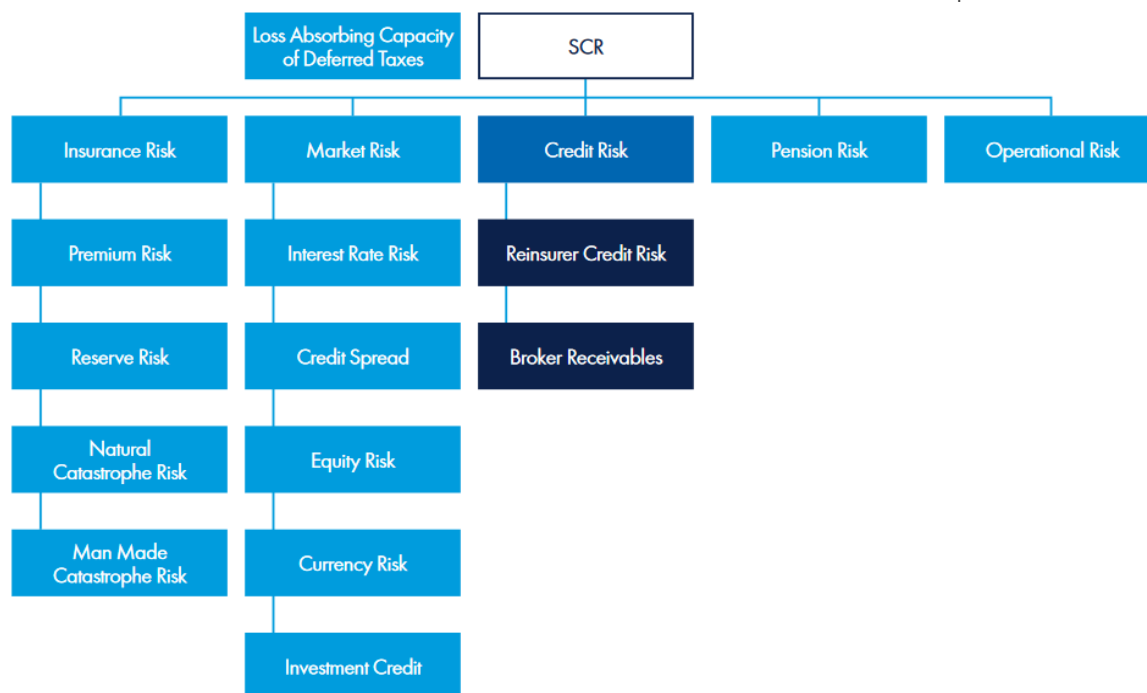 Loss Absorbing Capacity
of Deferred Taxes
SCR
Insurance Risk
Market Risk
Credit Risk
Pension Risk
Operational Risk
Premium Risk
Interest Rate Risk
Reinsurer Credit Risk
Reserve Risk
Credit Spread
Broker Receivables
Natural
Catastrophe Risk
Equity Risk
Man Made
Catastrophe Risk
Currency Risk
Investment Credit